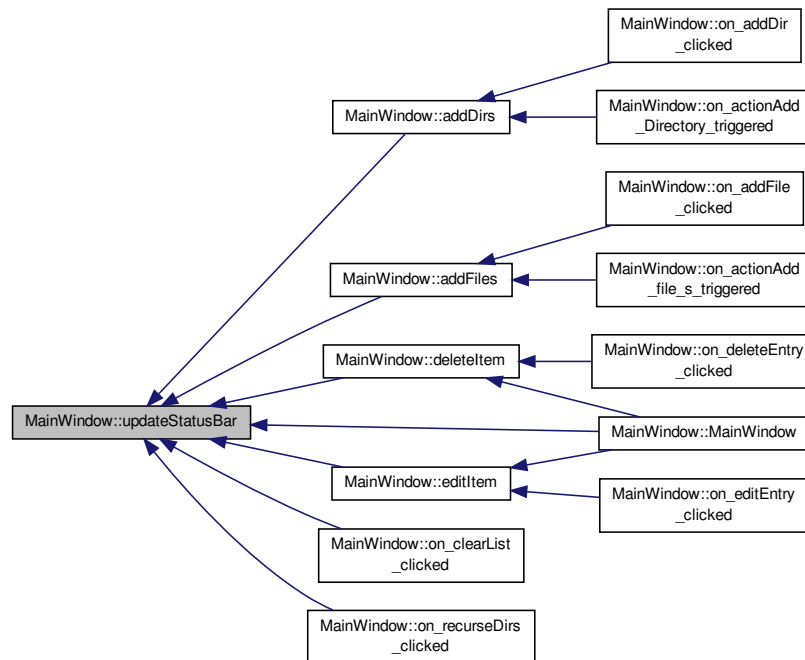 MainWindow::on_addDir
_clicked
MainWindow::addDirs
MainWindow::on_actionAdd
_Directory_triggered
MainWindow::on_addFile
_clicked
MainWindow::addFiles
MainWindow::on_actionAdd
_file_s_triggered
MainWindow::deleteItem
MainWindow::on_deleteEntry
_clicked
MainWindow::updateStatusBar
MainWindow::MainWindow
MainWindow::editItem
MainWindow::on_editEntry
_clicked
MainWindow::on_clearList
_clicked
MainWindow::on_recurseDirs
_clicked